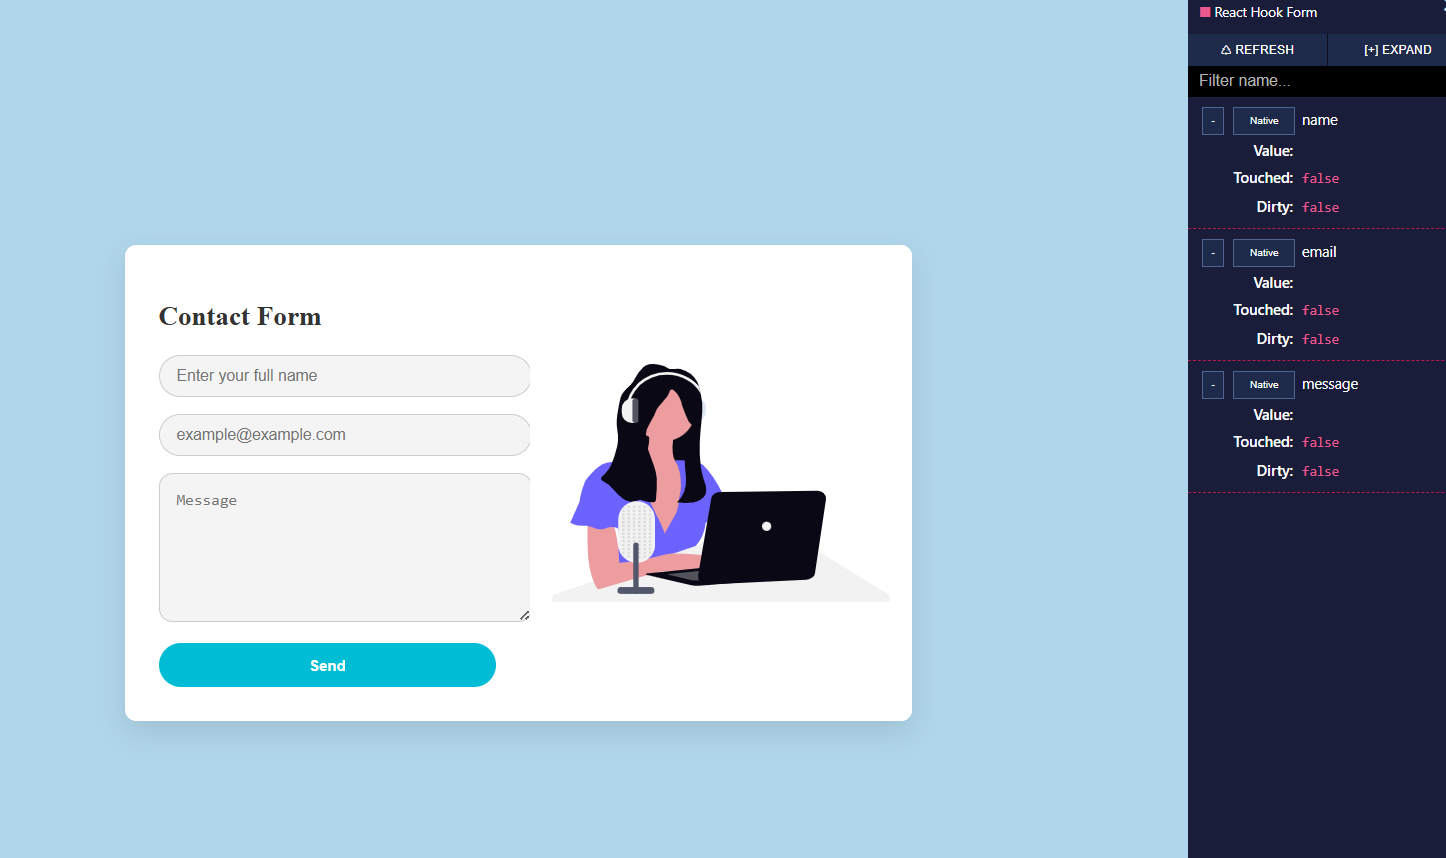 Contact Form
Enter your full name
example@example.com
Message
Send
React Hook Form
♺ REFRESH
[+] EXPAND
Filter name...
- Native name
Value:
Touched: false
Dirty: false
- Native email
Value:
Touched: false
Dirty: false
- Native message
Value:
Touched: false
Dirty: false